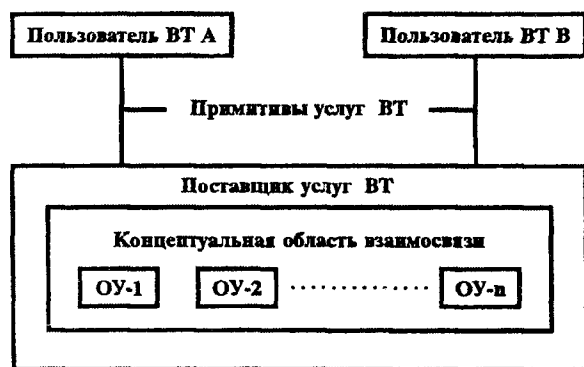 Пользователь ВТ А Пользователь ВТ В
Примитивы услуг ВТ
Поставщик услуг ВТ
Концептуальная область взаимосвязи
ОУ-1 ОУ-2 ............... ОУ-n